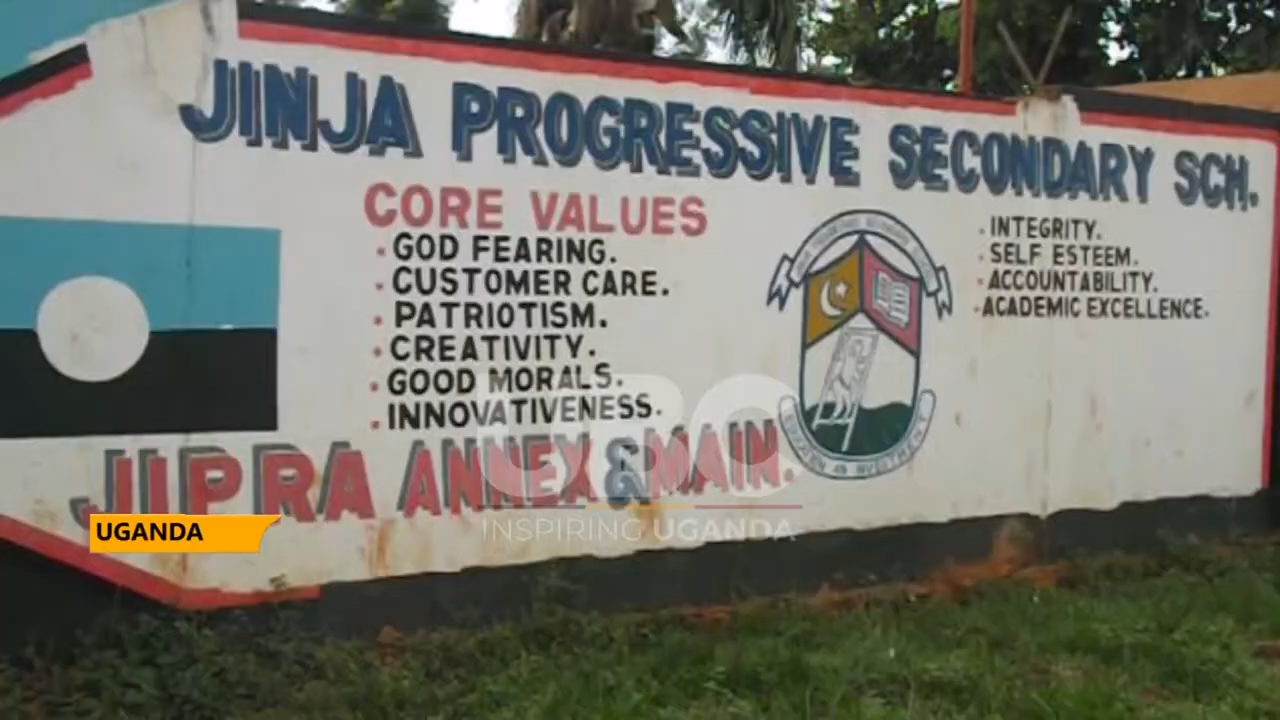 JINJA PROGRESSIVE SECONDARY SCH.
CORE VALUES
• GOD FEARING.
• CUSTOMER CARE.
• PATRIOTISM.
• CREATIVITY.
• GOOD MORALS.
• INNOVATIVENESS.
• INTEGRITY.
• SELF ESTEEM.
• ACCOUNTABILITY.
• ACADEMIC EXCELLENCE.
JIPRA ANNEX & MAIN.
UBC
INSPIRING UGANDA
UGANDA